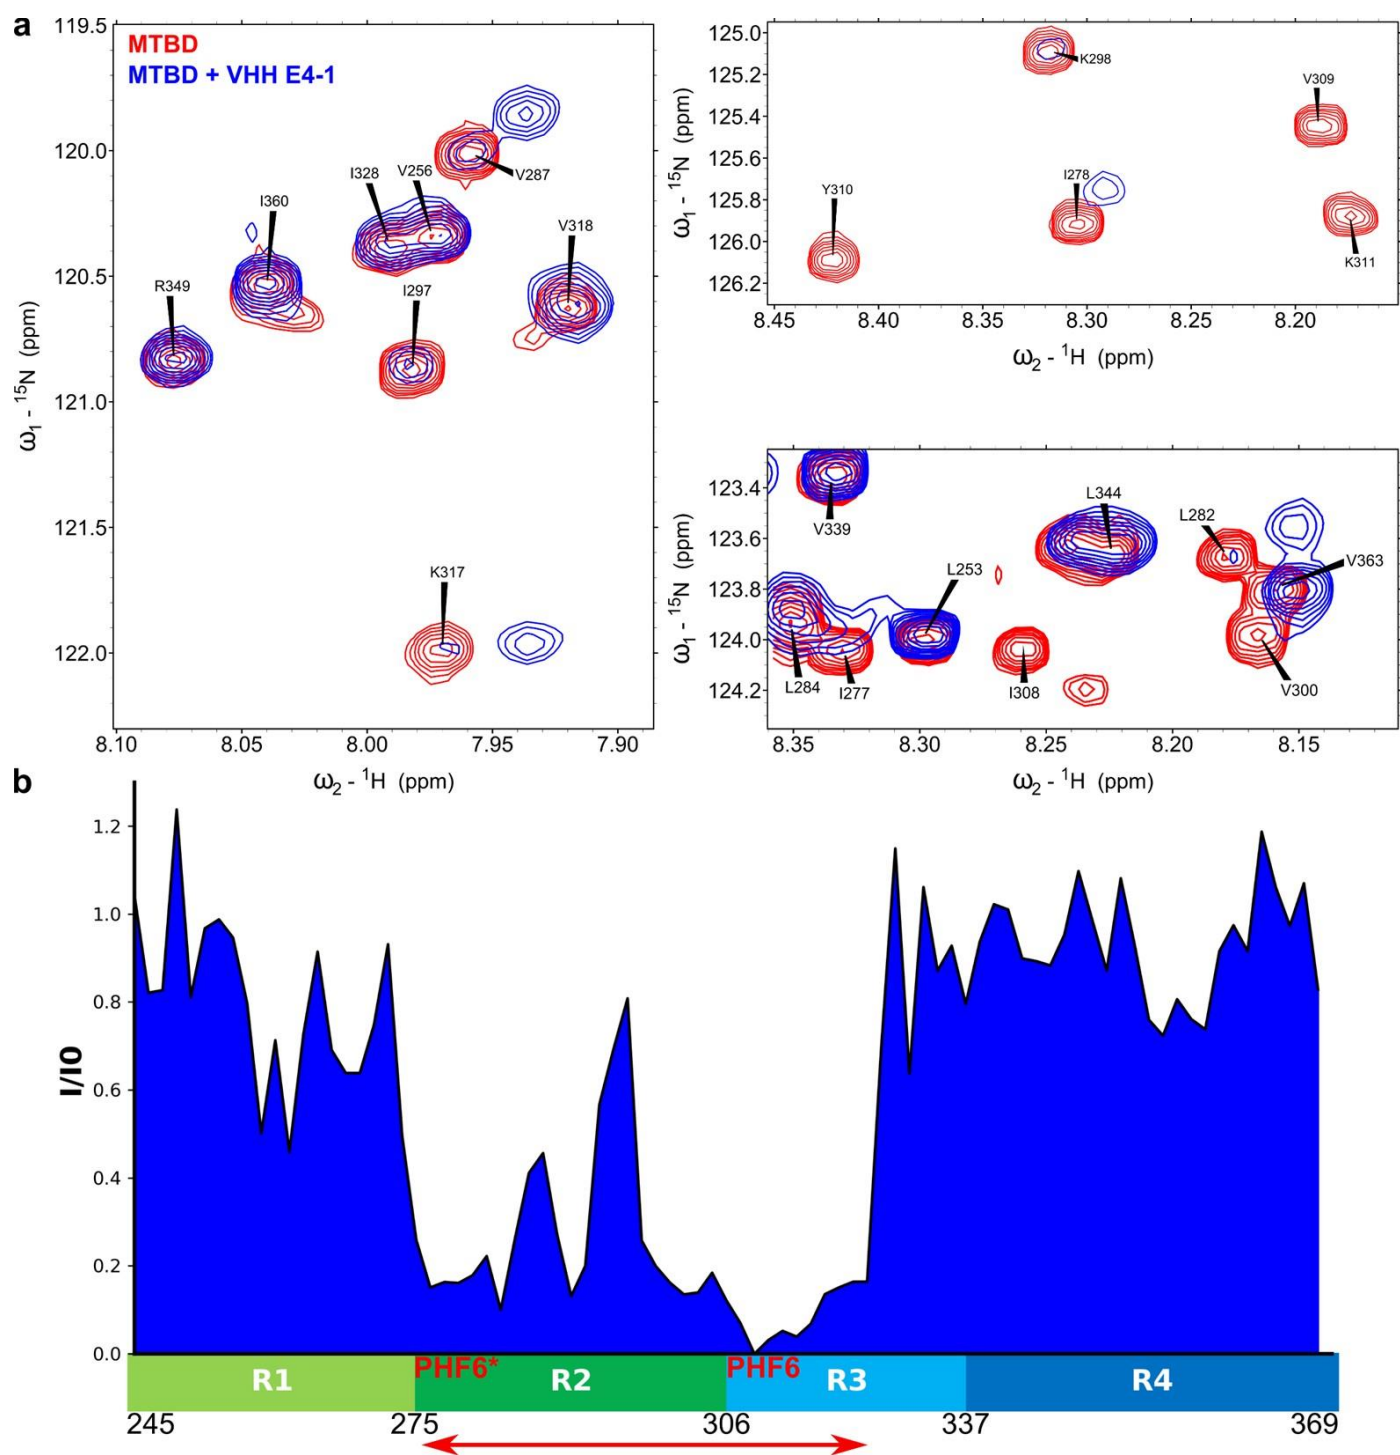 a
MTBD
MTBD + VHH E4-1
119.5
120.0
120.5
121.0
121.5
122.0
ω1 - 15N (ppm)
I328
V256
V287
I360
V318
R349
I297
K317
8.10
8.05
8.00
7.95
7.90
ω2 - 1H (ppm)
125.0
125.2
125.4
125.6
125.8
126.0
126.2
ω1 - 15N (ppm)
K298
V309
I278
Y310
K311
8.45
8.40
8.35
8.30
8.25
8.20
ω2 - 1H (ppm)
123.4
123.6
123.8
124.0
124.2
ω1 - 15N (ppm)
V339
L344
L282
L253
V363
L284
I277
I308
V300
8.35
8.30
8.25
8.20
8.15
ω2 - 1H (ppm)
b
I/I0
1.2
1.0
0.8
0.6
0.4
0.2
0.0
R1
PHF6*
R2
PHF6
R3
R4
245
275
306
337
369